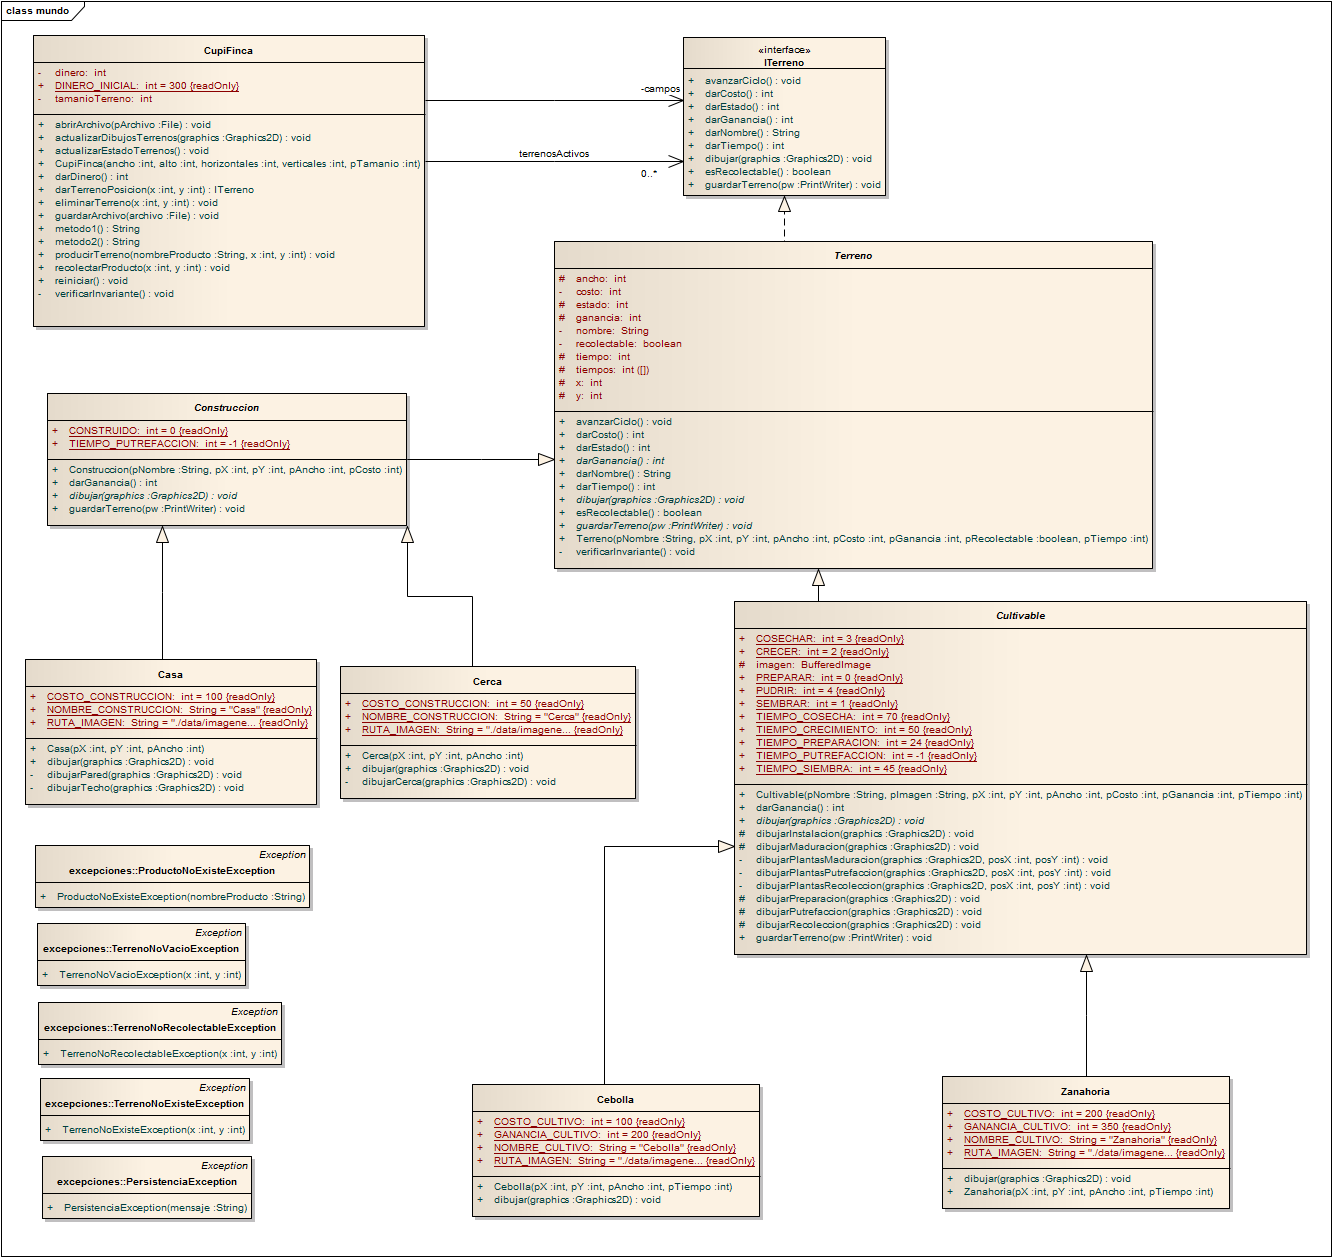 class mundo
CupiFinca
- dinero: int
+ DINERO_INICIAL: int = 300 {readOnly}
- tamanioTerreno: int
+ abrirArchivo(pArchivo :File) : void
+ actualizarDibujosTerrenos(graphics :Graphics2D) : void
+ actualizarEstadoTerrenos() : void
+ CupiFinca(ancho :int, alto :int, horizontales :int, verticales :int, pTamanio :int)
+ darDinero() : int
+ darTerrenoPosicion(x :int, y :int) : ITerreno
+ eliminarTerreno(x :int, y :int) : void
+ guardarArchivo(archivo :File) : void
+ metodo1() : String
+ metodo2() : String
+ producirTerreno(nombreProducto :String, x :int, y :int) : void
+ recolectarProducto(x :int, y :int) : void
+ reiniciar() : void
- verificarInvariante() : void
-campos
terrenosActivos
0..*
«interface»
ITerreno
+ avanzarCiclo() : void
+ darCosto() : int
+ darEstado() : int
+ darGanancia() : int
+ darNombre() : String
+ darTiempo() : int
+ dibujar(graphics :Graphics2D) : void
+ esRecolectable() : boolean
+ guardarTerreno(pw :PrintWriter) : void
Terreno
# ancho: int
- costo: int
# estado: int
# ganancia: int
- nombre: String
- recolectable: boolean
# tiempo: int
# tiempos: int ([])
# x: int
# y: int
+ avanzarCiclo() : void
+ darCosto() : int
+ darEstado() : int
+ darGanancia() : int
+ darNombre() : String
+ darTiempo() : int
+ dibujar(graphics :Graphics2D) : void
+ esRecolectable() : boolean
+ guardarTerreno(pw :PrintWriter) : void
+ Terreno(pNombre :String, pX :int, pY :int, pAncho :int, pCosto :int, pGanancia :int, pRecolectable :boolean, pTiempo :int)
- verificarInvariante() : void
Construccion
+ CONSTRUIDO: int = 0 {readOnly}
+ TIEMPO_PUTREFACCION: int = -1 {readOnly}
+ Construccion(pNombre :String, pX :int, pY :int, pAncho :int, pCosto :int)
+ darGanancia() : int
+ dibujar(graphics :Graphics2D) : void
+ guardarTerreno(pw :PrintWriter) : void
Cultivable
+ COSECHAR: int = 3 {readOnly}
+ CRECER: int = 2 {readOnly}
# imagen: BufferedImage
+ PREPARAR: int = 0 {readOnly}
+ PUDRIR: int = 4 {readOnly}
+ SEMBRAR: int = 1 {readOnly}
+ TIEMPO_COSECHA: int = 70 {readOnly}
+ TIEMPO_CRECIMIENTO: int = 50 {readOnly}
+ TIEMPO_PREPARACION: int = 24 {readOnly}
+ TIEMPO_PUTREFACCION: int = -1 {readOnly}
+ TIEMPO_SIEMBRA: int = 45 {readOnly}
+ Cultivable(pNombre :String, pImagen :String, pX :int, pY :int, pAncho :int, pCosto :int, pGanancia :int, pTiempo :int)
+ darGanancia() : int
+ dibujar(graphics :Graphics2D) : void
# dibujarInstalacion(graphics :Graphics2D) : void
# dibujarMaduracion(graphics :Graphics2D) : void
- dibujarPlantasMaduracion(graphics :Graphics2D, posX :int, posY :int) : void
- dibujarPlantasPutrefaccion(graphics :Graphics2D, posX :int, posY :int) : void
- dibujarPlantasRecoleccion(graphics :Graphics2D, posX :int, posY :int) : void
# dibujarPreparacion(graphics :Graphics2D) : void
# dibujarPutrefaccion(graphics :Graphics2D) : void
# dibujarRecoleccion(graphics :Graphics2D) : void
+ guardarTerreno(pw :PrintWriter) : void
Casa
+ COSTO_CONSTRUCCION: int = 100 {readOnly}
+ NOMBRE_CONSTRUCCION: String = "Casa" {readOnly}
+ RUTA_IMAGEN: String = "./data/imagene... {readOnly}
+ Casa(pX :int, pY :int, pAncho :int)
+ dibujar(graphics :Graphics2D) : void
- dibujarPared(graphics :Graphics2D) : void
- dibujarTecho(graphics :Graphics2D) : void
Cerca
+ COSTO_CONSTRUCCION: int = 50 {readOnly}
+ NOMBRE_CONSTRUCCION: String = "Cerca" {readOnly}
+ RUTA_IMAGEN: String = "./data/imagene... {readOnly}
+ Cerca(pX :int, pY :int, pAncho :int)
+ dibujar(graphics :Graphics2D) : void
- dibujarCerca(graphics :Graphics2D) : void
Exception
excepciones::ProductoNoExisteException
+ ProductoNoExisteException(nombreProducto :String)
Exception
excepciones::TerrenoNoVacioException
+ TerrenoNoVacioException(x :int, y :int)
Exception
excepciones::TerrenoNoRecolectableException
+ TerrenoNoRecolectableException(x :int, y :int)
Exception
excepciones::TerrenoNoExisteException
+ TerrenoNoExisteException(x :int, y :int)
Exception
excepciones::PersistenciaException
+ PersistenciaException(mensaje :String)
Cebolla
+ COSTO_CULTIVO: int = 100 {readOnly}
+ GANANCIA_CULTIVO: int = 200 {readOnly}
+ NOMBRE_CULTIVO: String = "Cebolla" {readOnly}
+ RUTA_IMAGEN: String = "./data/imagene... {readOnly}
+ Cebolla(pX :int, pY :int, pAncho :int, pTiempo :int)
+ dibujar(graphics :Graphics2D) : void
Zanahoria
+ COSTO_CULTIVO: int = 200 {readOnly}
+ GANANCIA_CULTIVO: int = 350 {readOnly}
+ NOMBRE_CULTIVO: String = "Zanahoria" {readOnly}
+ RUTA_IMAGEN: String = "./data/imagene... {readOnly}
+ dibujar(graphics :Graphics2D) : void
+ Zanahoria(pX :int, pY :int, pAncho :int, pTiempo :int)